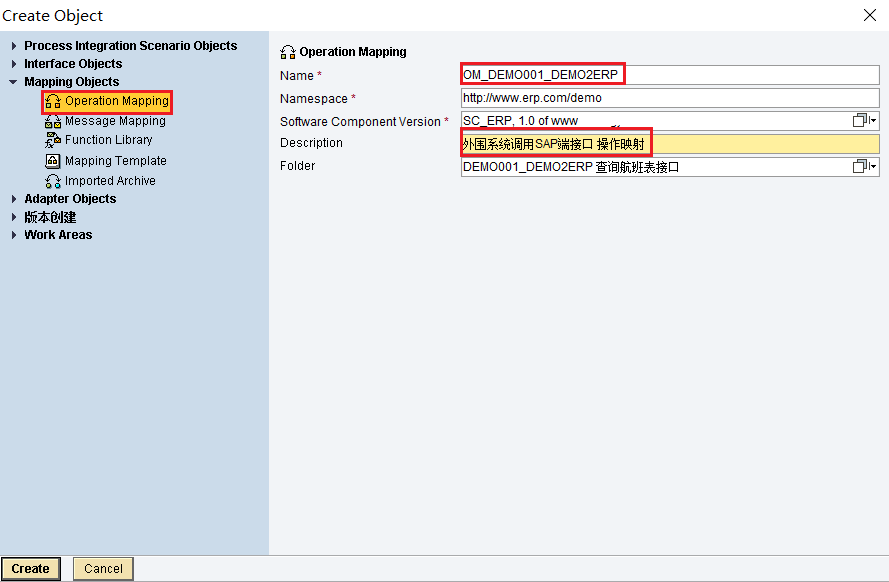 Create Object
Process Integration Scenario Objects
Interface Objects
Mapping Objects
Operation Mapping
Message Mapping
Function Library
Mapping Template
Imported Archive
Adapter Objects
版本创建
Work Areas
Operation Mapping
Name *
OM_DEMO001_DEMO2ERP
Namespace *
http://www.erp.com/demo
Software Component Version *
SC_ERP, 1.0 of www
Description
外围系统调用SAP端接口 操作映射
Folder
DEMO001_DEMO2ERP 查询航班表接口
Create
Cancel